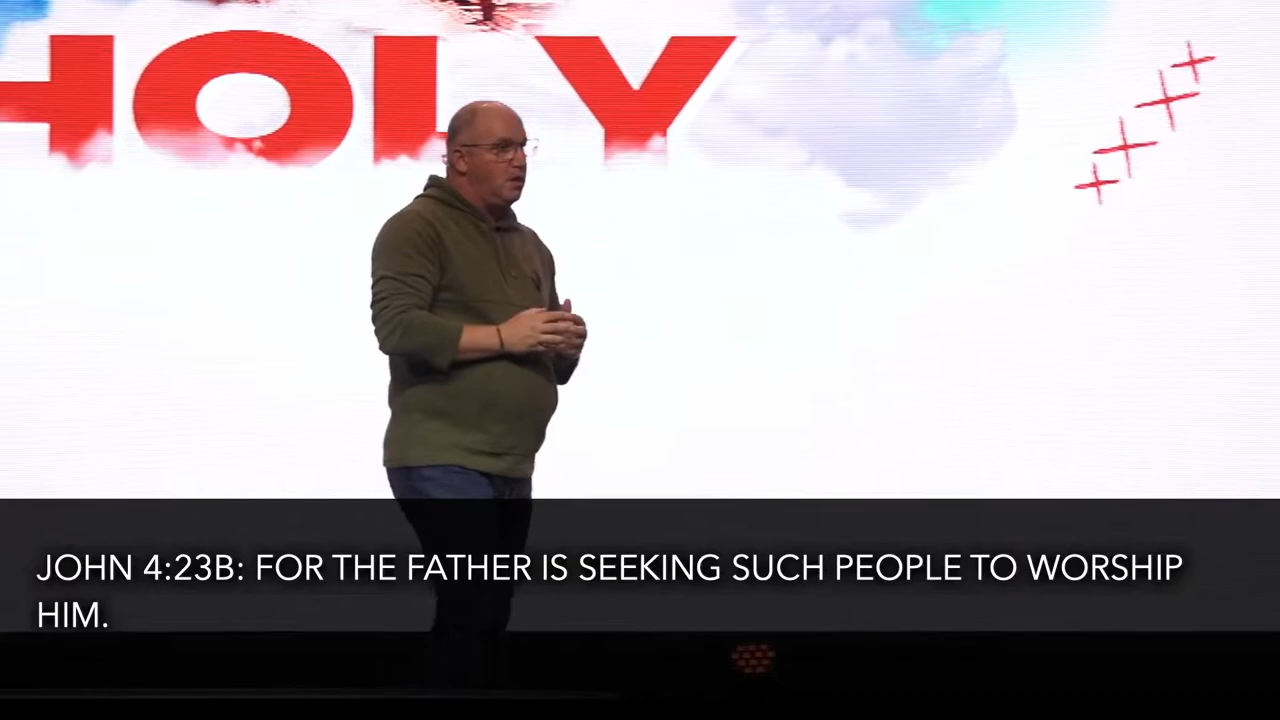 HOLY
JOHN 4:23B: FOR THE FATHER IS SEEKING SUCH PEOPLE TO WORSHIP
HIM.